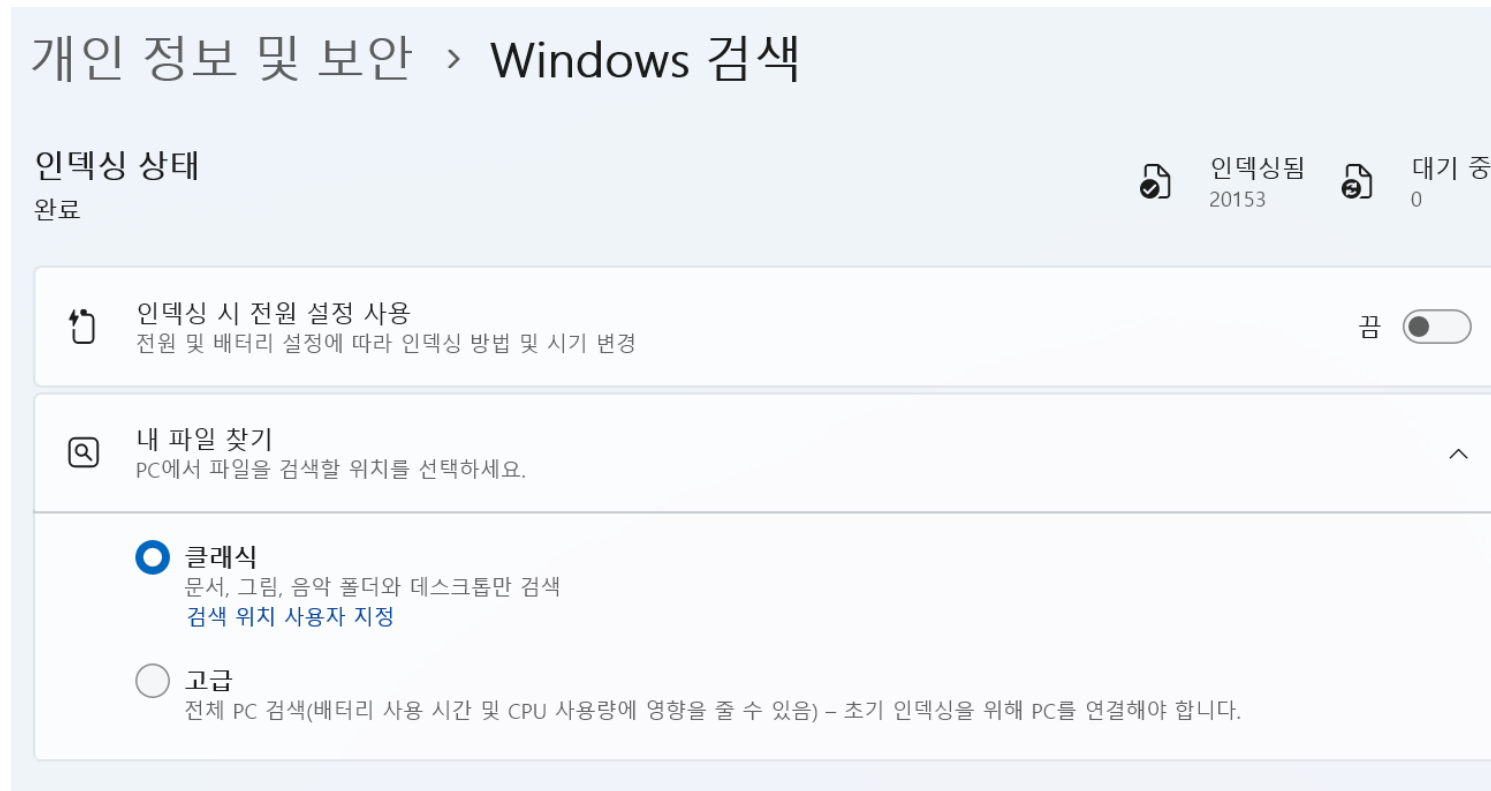 개인 정보 및 보안 › Windows 검색
인덱싱 상태
완료
인덱싱됨
20153
대기 중
0
인덱싱 시 전원 설정 사용
전원 및 배터리 설정에 따라 인덱싱 방법 및 시기 변경
끔
내 파일 찾기
PC에서 파일을 검색할 위치를 선택하세요.
클래식
문서, 그림, 음악 폴더와 데스크톱만 검색
검색 위치 사용자 지정
고급
전체 PC 검색(배터리 사용 시간 및 CPU 사용량에 영향을 줄 수 있음) – 초기 인덱싱을 위해 PC를 연결해야 합니다.